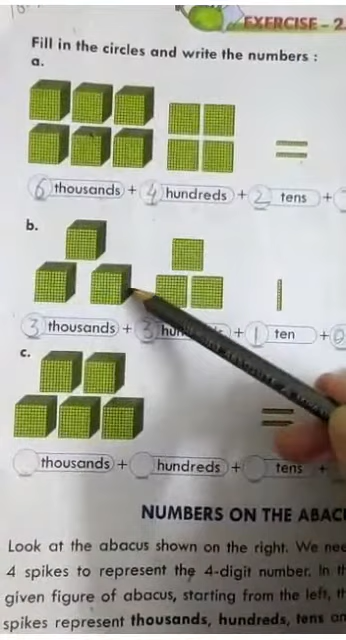 EXERCISE - 2.
Fill in the circles and write the numbers :
a.
6 thousands + 4 hundreds + 2 tens +
b.
3 thousands + 3 + 1 ten + 0
c.
thousands + hundreds + tens +
NUMBERS ON THE ABAC
Look at the abacus shown on the right. We nee
4 spikes to represent the 4-digit number. In th
given figure of abacus, starting from the left, th
spikes represent thousands, hundreds, tens an